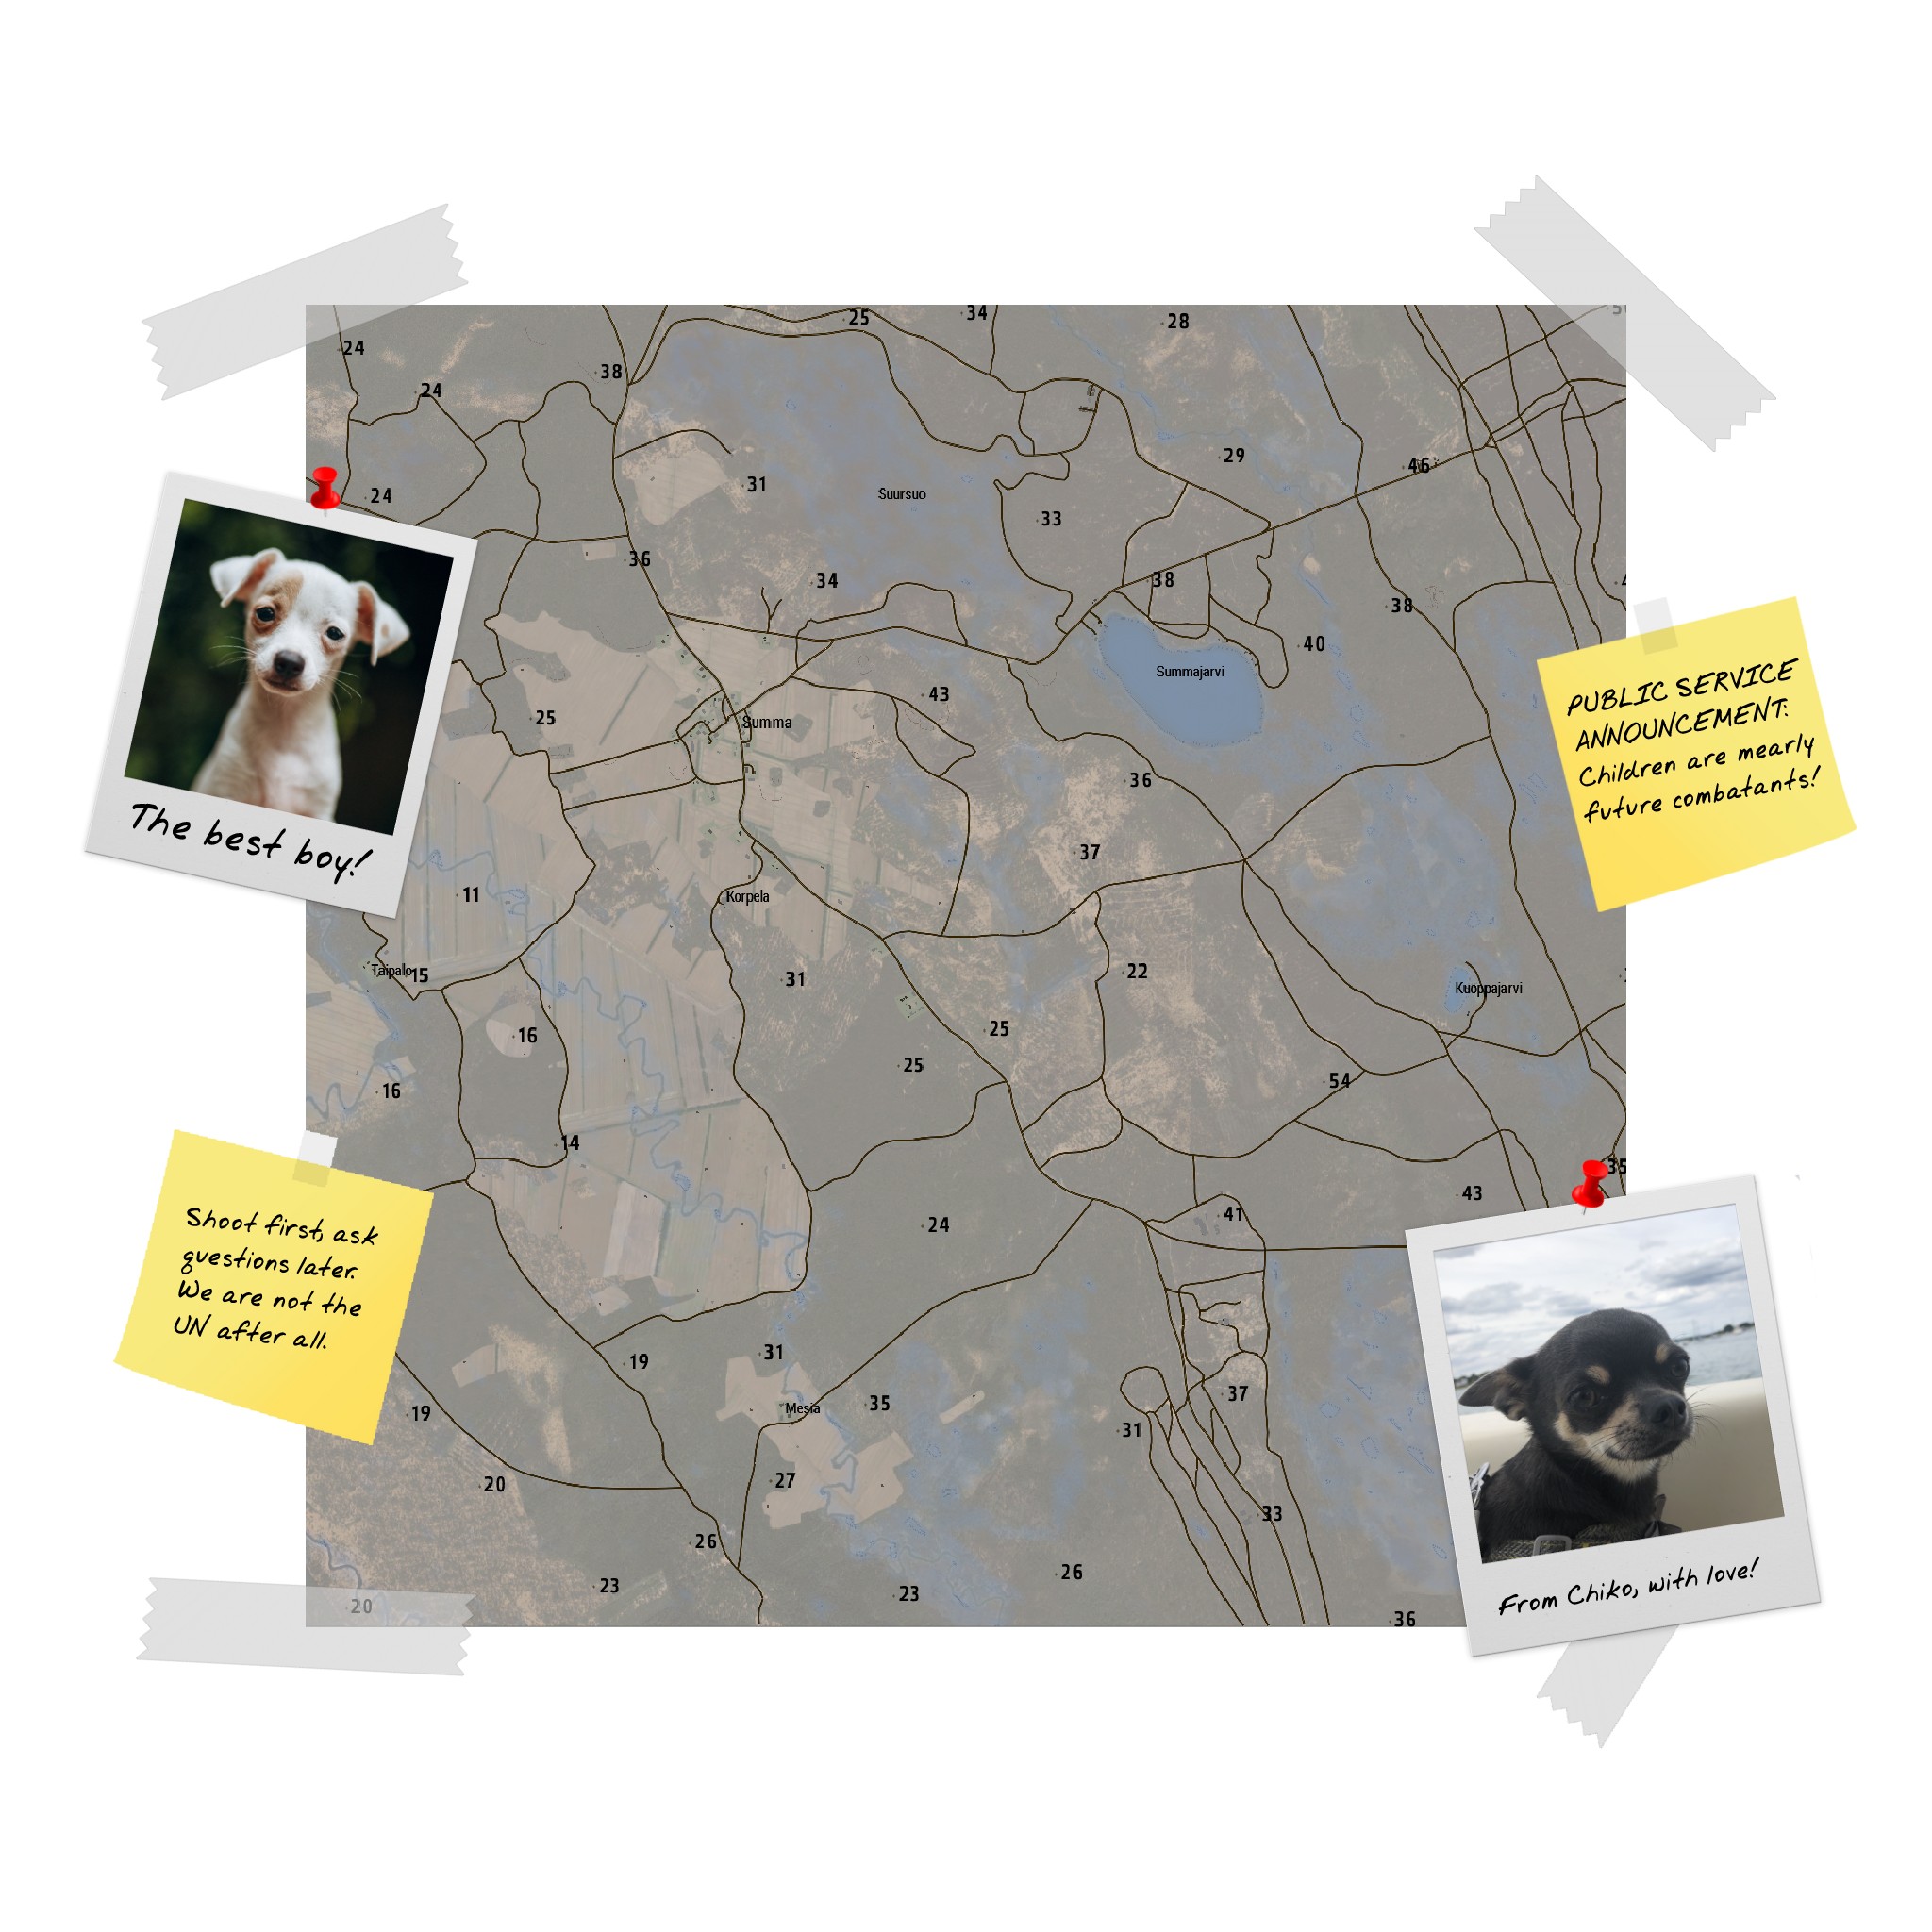 25
34
28
24
38
24
46
29
31
Suursuo
24
33
36
34
38
38
40
Summajarvi
43
25
Summa
PUBLIC SERVICE
ANNOUNCEMENT:
Children are mearly
future combatants!
36
The best boy!
37
11
Korpela
Taipalo
15
31
22
Kuoppajarvi
16
25
25
16
54
14
35
43
41
24
Shoot first, ask
questions later.
We are not the
UN after all.
31
19
37
35
Mesia
19
31
27
20
33
26
26
23
23
20
36
From Chiko, with love!